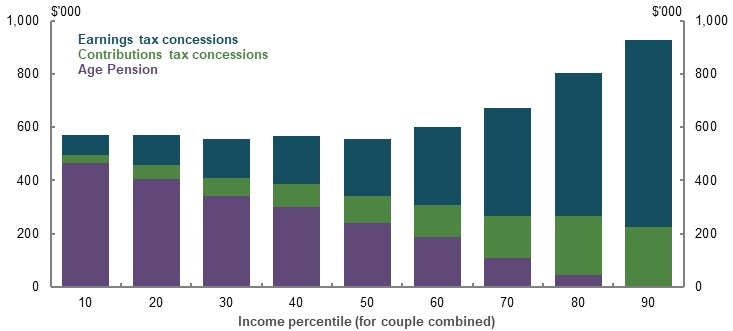 $'000 $'000
1,000 1,000
Earnings tax concessions
Contributions tax concessions
Age Pension
800 800
600 600
400 400
200 200
0 0
10 20 30 40 50 60 70 80 90
Income percentile (for couple combined)